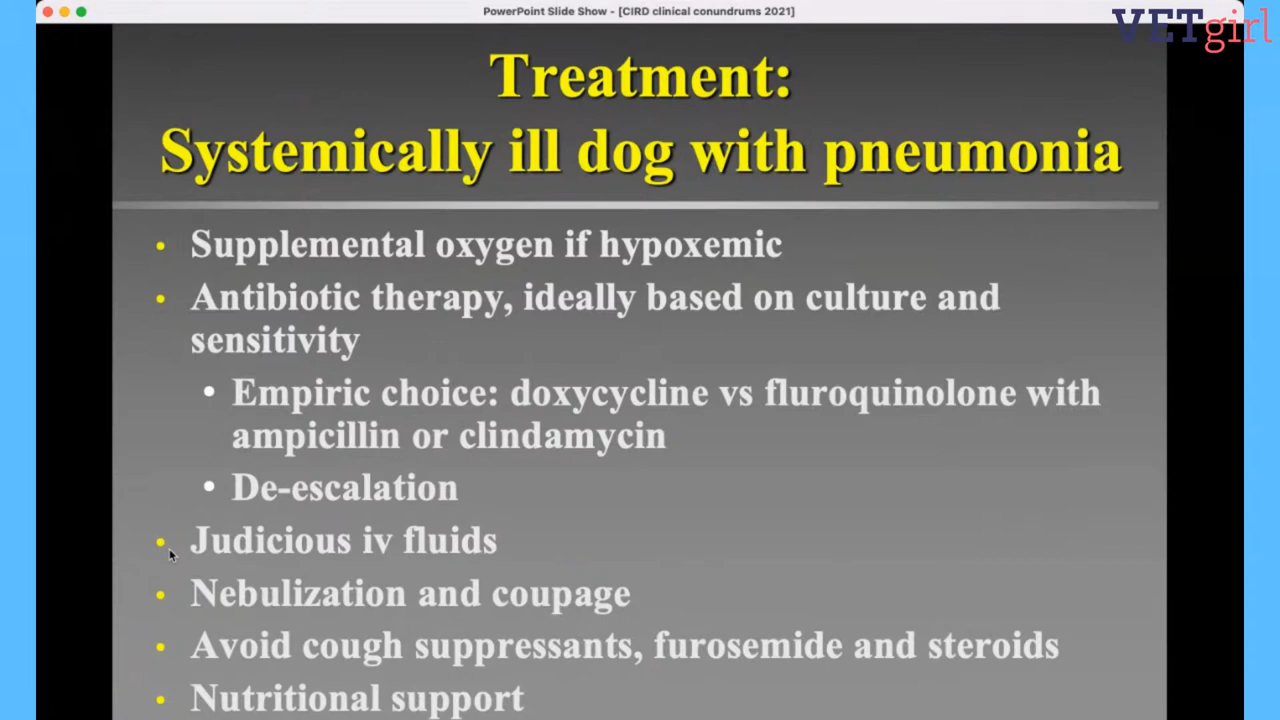 PowerPoint Slide Show - [CIRD clinical conundrums 2021]
VETgirl
Treatment:
Systemically ill dog with pneumonia
• Supplemental oxygen if hypoxemic
• Antibiotic therapy, ideally based on culture and
sensitivity
• Empiric choice: doxycycline vs fluroquinolone with
ampicillin or clindamycin
• De-escalation
• Judicious iv fluids
• Nebulization and coupage
• Avoid cough suppressants, furosemide and steroids
• Nutritional support